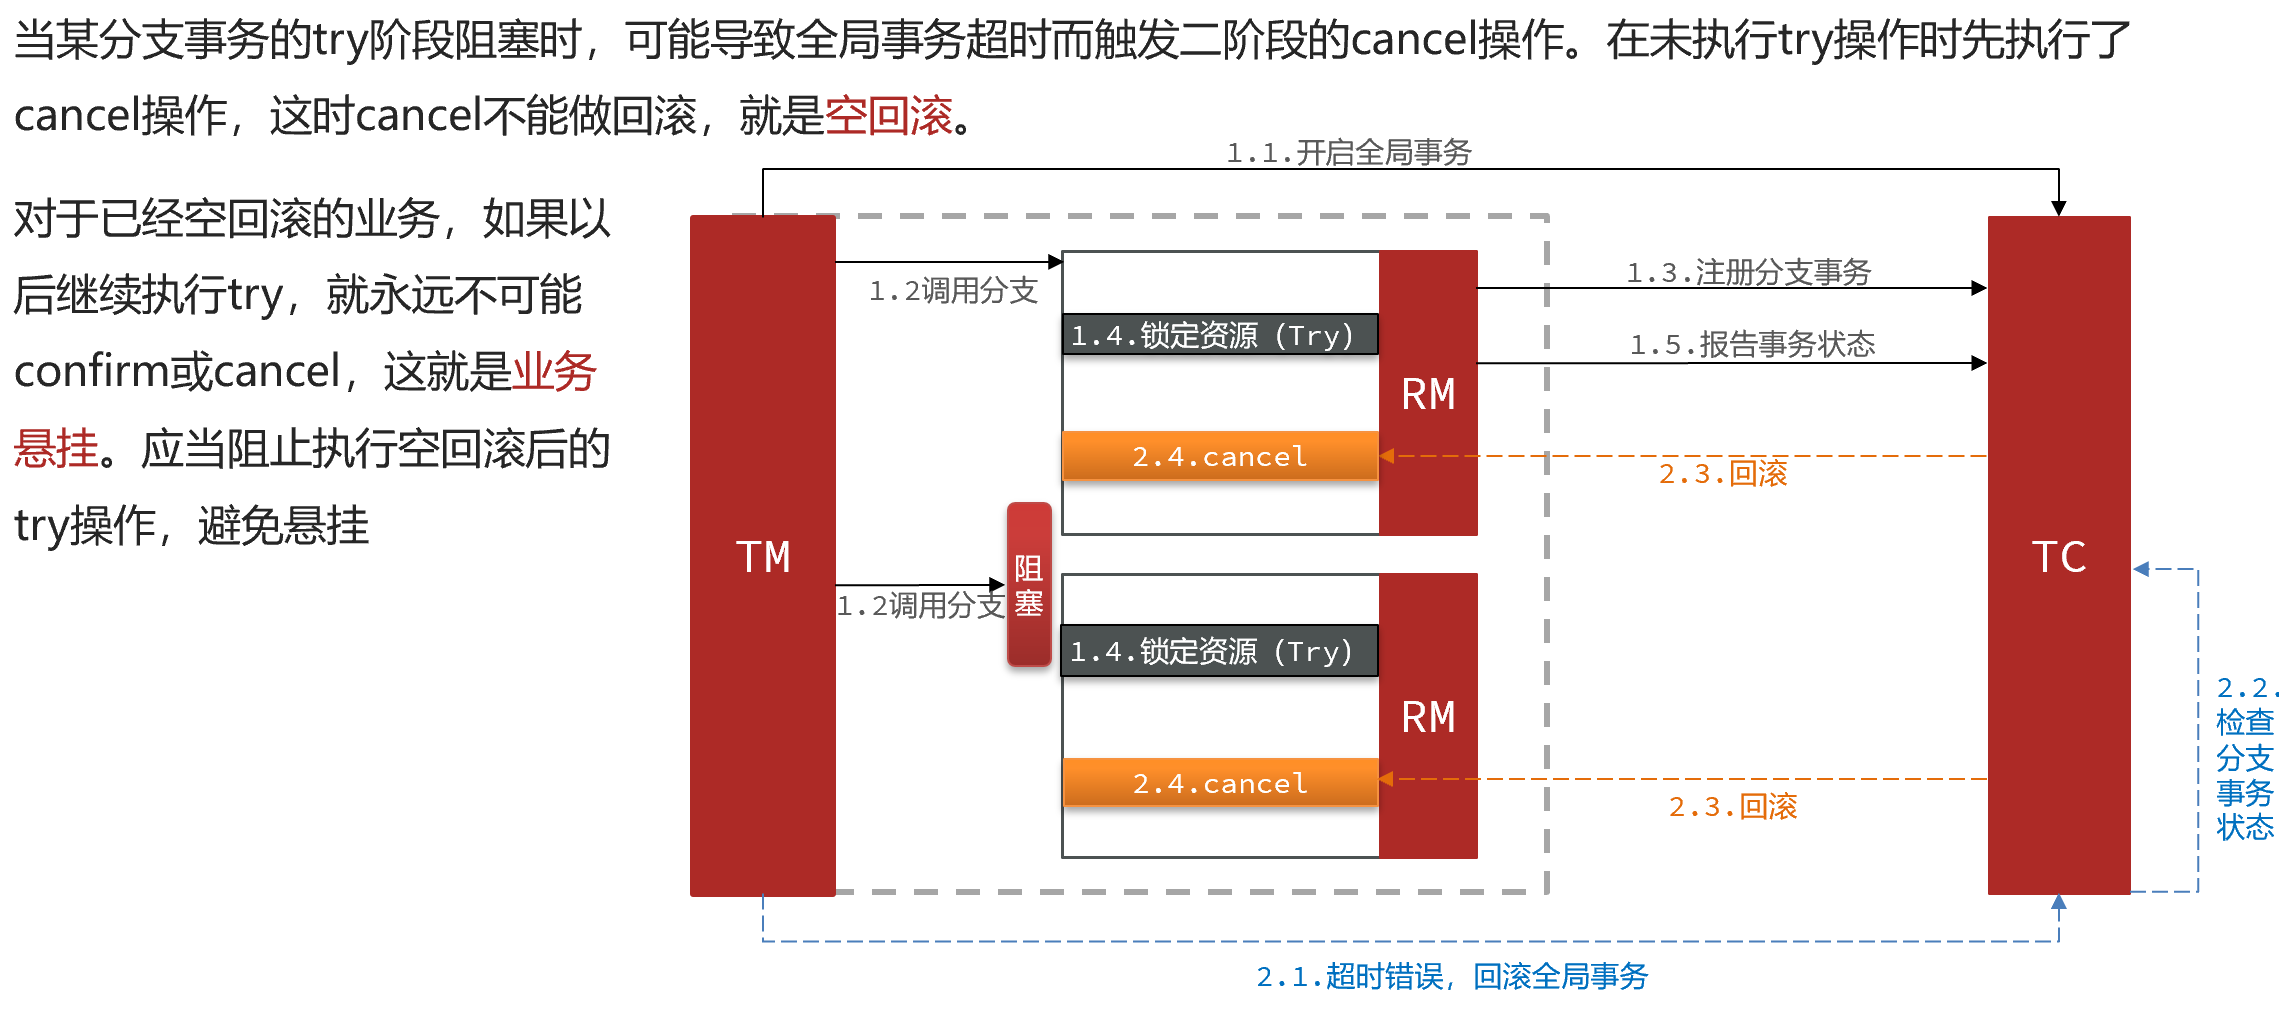 当某分支事务的try阶段阻塞时，可能导致全局事务超时而触发二阶段的cancel操作。在未执行try操作时先执行了
cancel操作，这时cancel不能做回滚，就是空回滚。
对于已经空回滚的业务，如果以
后继续执行try，就永远不可能
confirm或cancel，这就是业务
悬挂。应当阻止执行空回滚后的
try操作，避免悬挂
1.1.开启全局事务
1.2调用分支
1.3.注册分支事务
1.4.锁定资源（Try）
1.5.报告事务状态
RM
2.4.cancel
2.3.回滚
TM
阻
塞
TC
1.2调用分支
1.4.锁定资源（Try）
RM
2.2.
检查
分支
事务
状态
2.4.cancel
2.3.回滚
2.1.超时错误，回滚全局事务